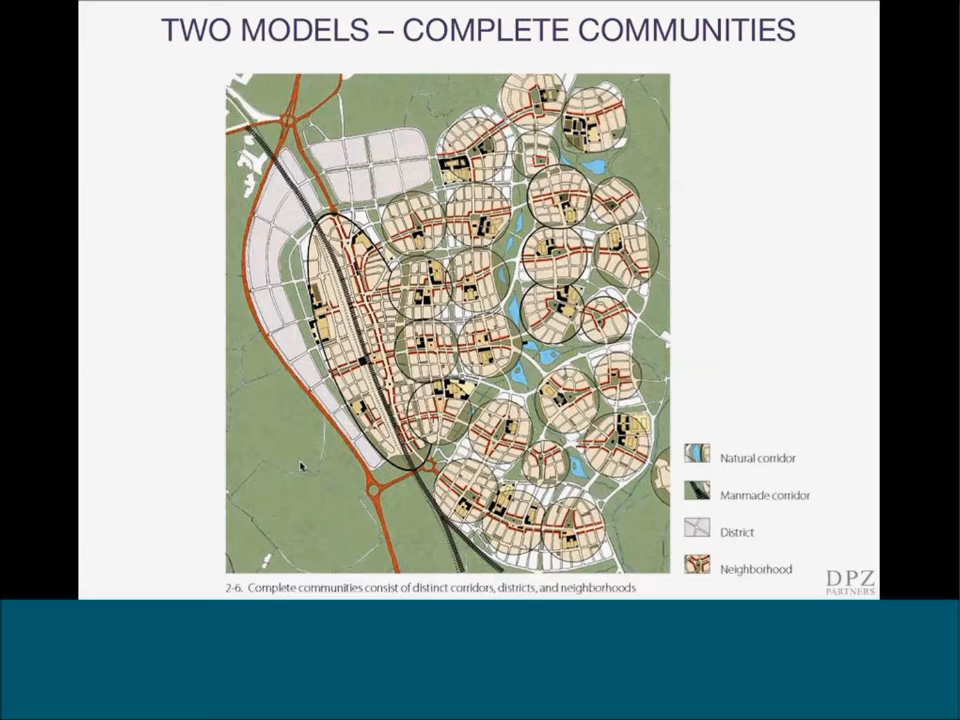 TWO MODELS – COMPLETE COMMUNITIES
Natural corridor
Manmade corridor
District
Neighborhood
DPZ
PARTNERS
2-6. Complete communities consist of distinct corridors, districts, and neighborhoods